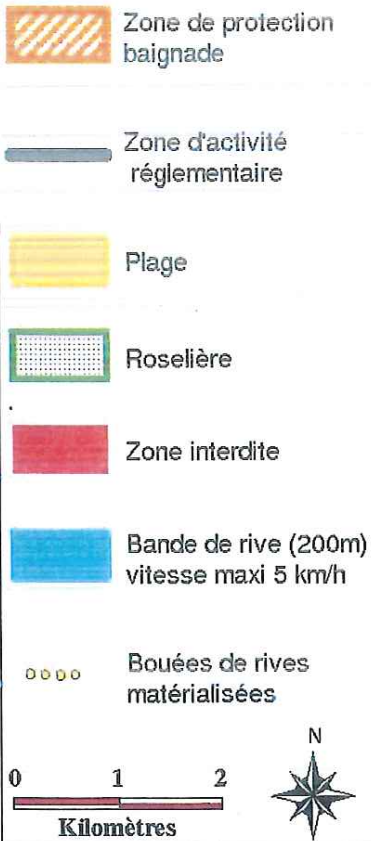 Zone de protection
baignade
Zone d'activité
réglementaire
Plage
Roselière
Zone interdite
Bande de rive (200m)
vitesse maxi 5 km/h
Bouées de rives
matérialisées
N
0 1 2
Kilomètres